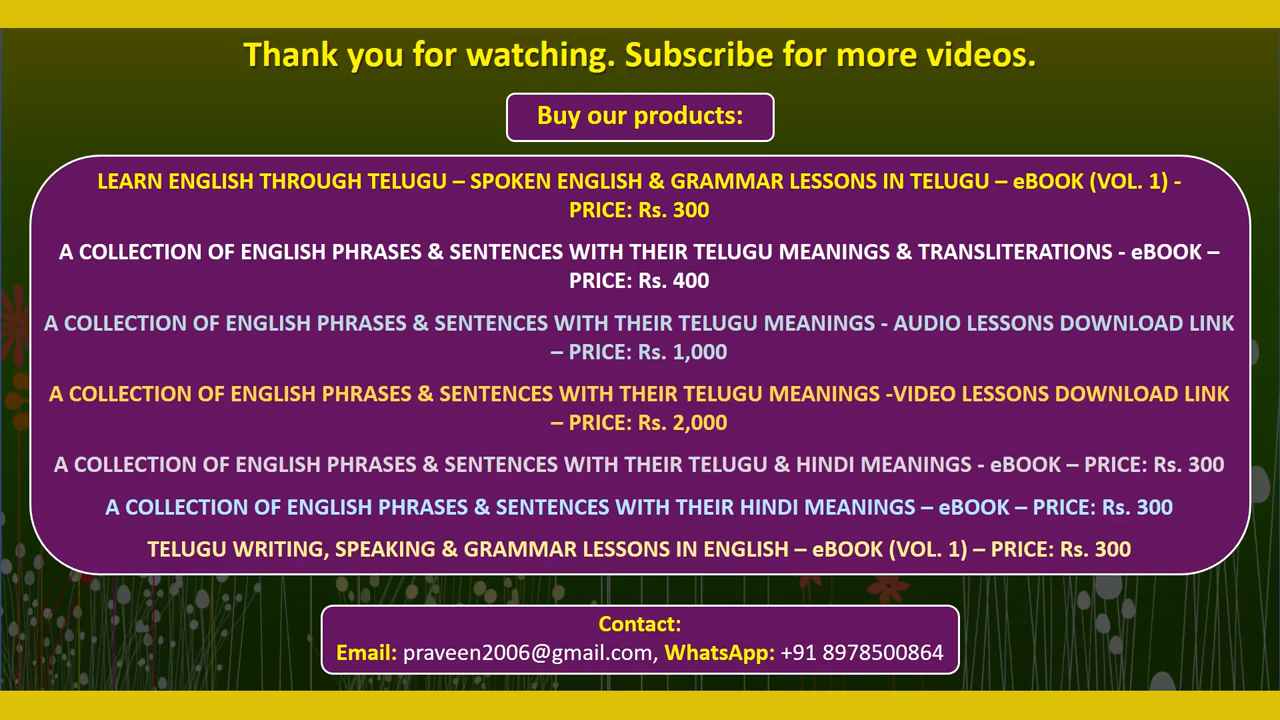 Thank you for watching. Subscribe for more videos.
Buy our products:
LEARN ENGLISH THROUGH TELUGU – SPOKEN ENGLISH & GRAMMAR LESSONS IN TELUGU – eBOOK (VOL. 1) -
PRICE: Rs. 300
A COLLECTION OF ENGLISH PHRASES & SENTENCES WITH THEIR TELUGU MEANINGS & TRANSLITERATIONS - eBOOK –
PRICE: Rs. 400
A COLLECTION OF ENGLISH PHRASES & SENTENCES WITH THEIR TELUGU MEANINGS - AUDIO LESSONS DOWNLOAD LINK
– PRICE: Rs. 1,000
A COLLECTION OF ENGLISH PHRASES & SENTENCES WITH THEIR TELUGU MEANINGS -VIDEO LESSONS DOWNLOAD LINK
– PRICE: Rs. 2,000
A COLLECTION OF ENGLISH PHRASES & SENTENCES WITH THEIR TELUGU & HINDI MEANINGS - eBOOK – PRICE: Rs. 300
A COLLECTION OF ENGLISH PHRASES & SENTENCES WITH THEIR HINDI MEANINGS – eBOOK – PRICE: Rs. 300
TELUGU WRITING, SPEAKING & GRAMMAR LESSONS IN ENGLISH – eBOOK (VOL. 1) – PRICE: Rs. 300
Contact:
Email: praveen2006@gmail.com, WhatsApp: +91 8978500864